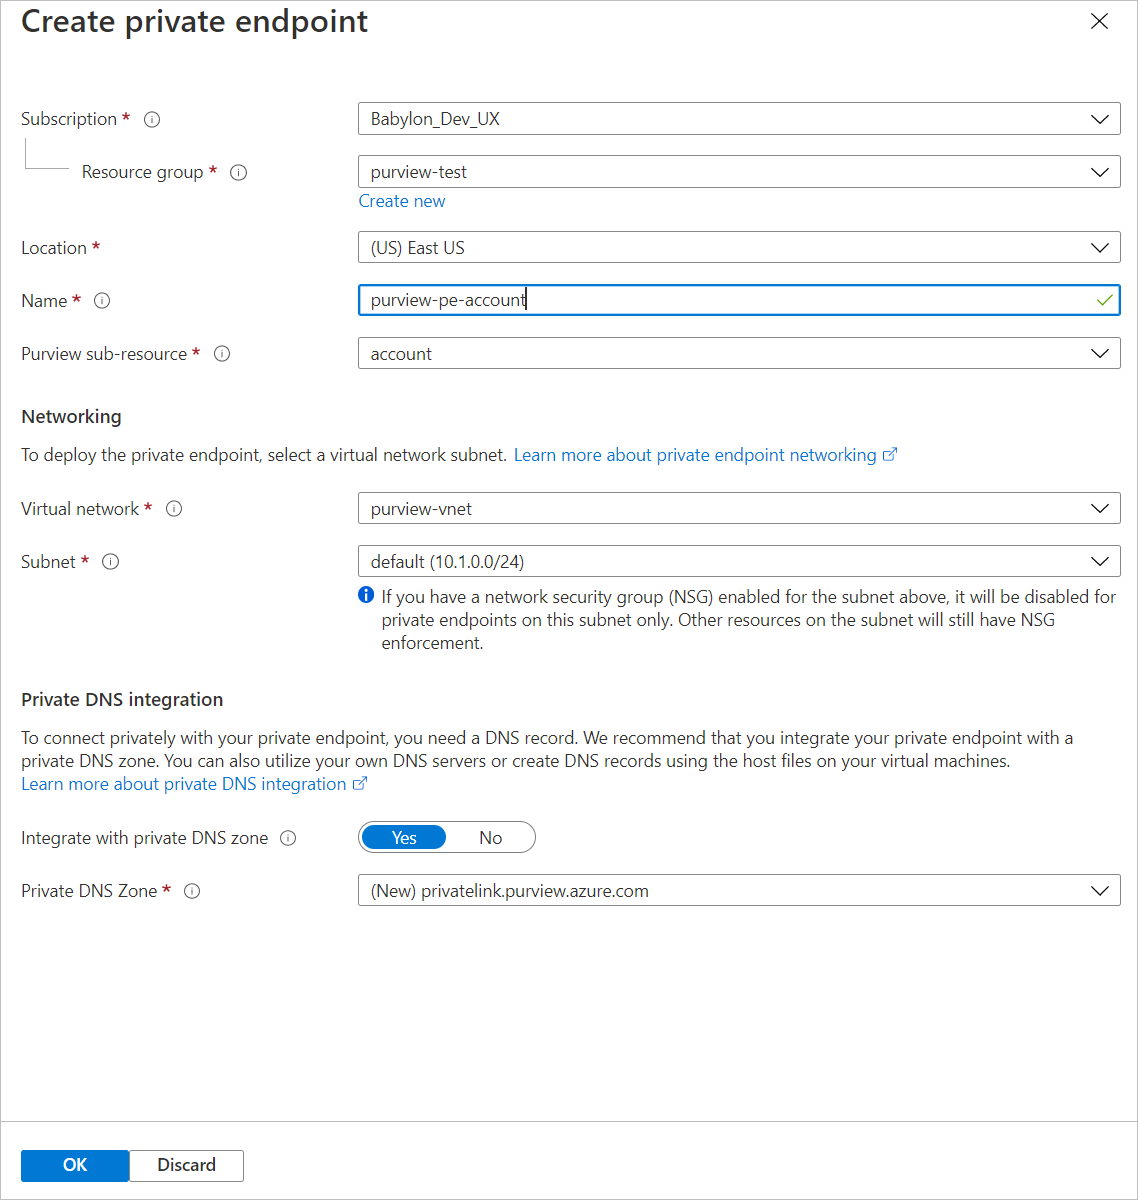 Create private endpoint
Subscription *
Babylon_Dev_UX
Resource group *
purview-test
Create new
Location *
(US) East US
Name *
purview-pe-account
Purview sub-resource *
account
Networking
To deploy the private endpoint, select a virtual network subnet. Learn more about private endpoint networking
Virtual network *
purview-vnet
Subnet *
default (10.1.0.0/24)
If you have a network security group (NSG) enabled for the subnet above, it will be disabled for
private endpoints on this subnet only. Other resources on the subnet will still have NSG
enforcement.
Private DNS integration
To connect privately with your private endpoint, you need a DNS record. We recommend that you integrate your private endpoint with a
private DNS zone. You can also utilize your own DNS servers or create DNS records using the host files on your virtual machines.
Learn more about private DNS integration
Integrate with private DNS zone
Yes No
Private DNS Zone *
(New) privatelink.purview.azure.com
OK Discard